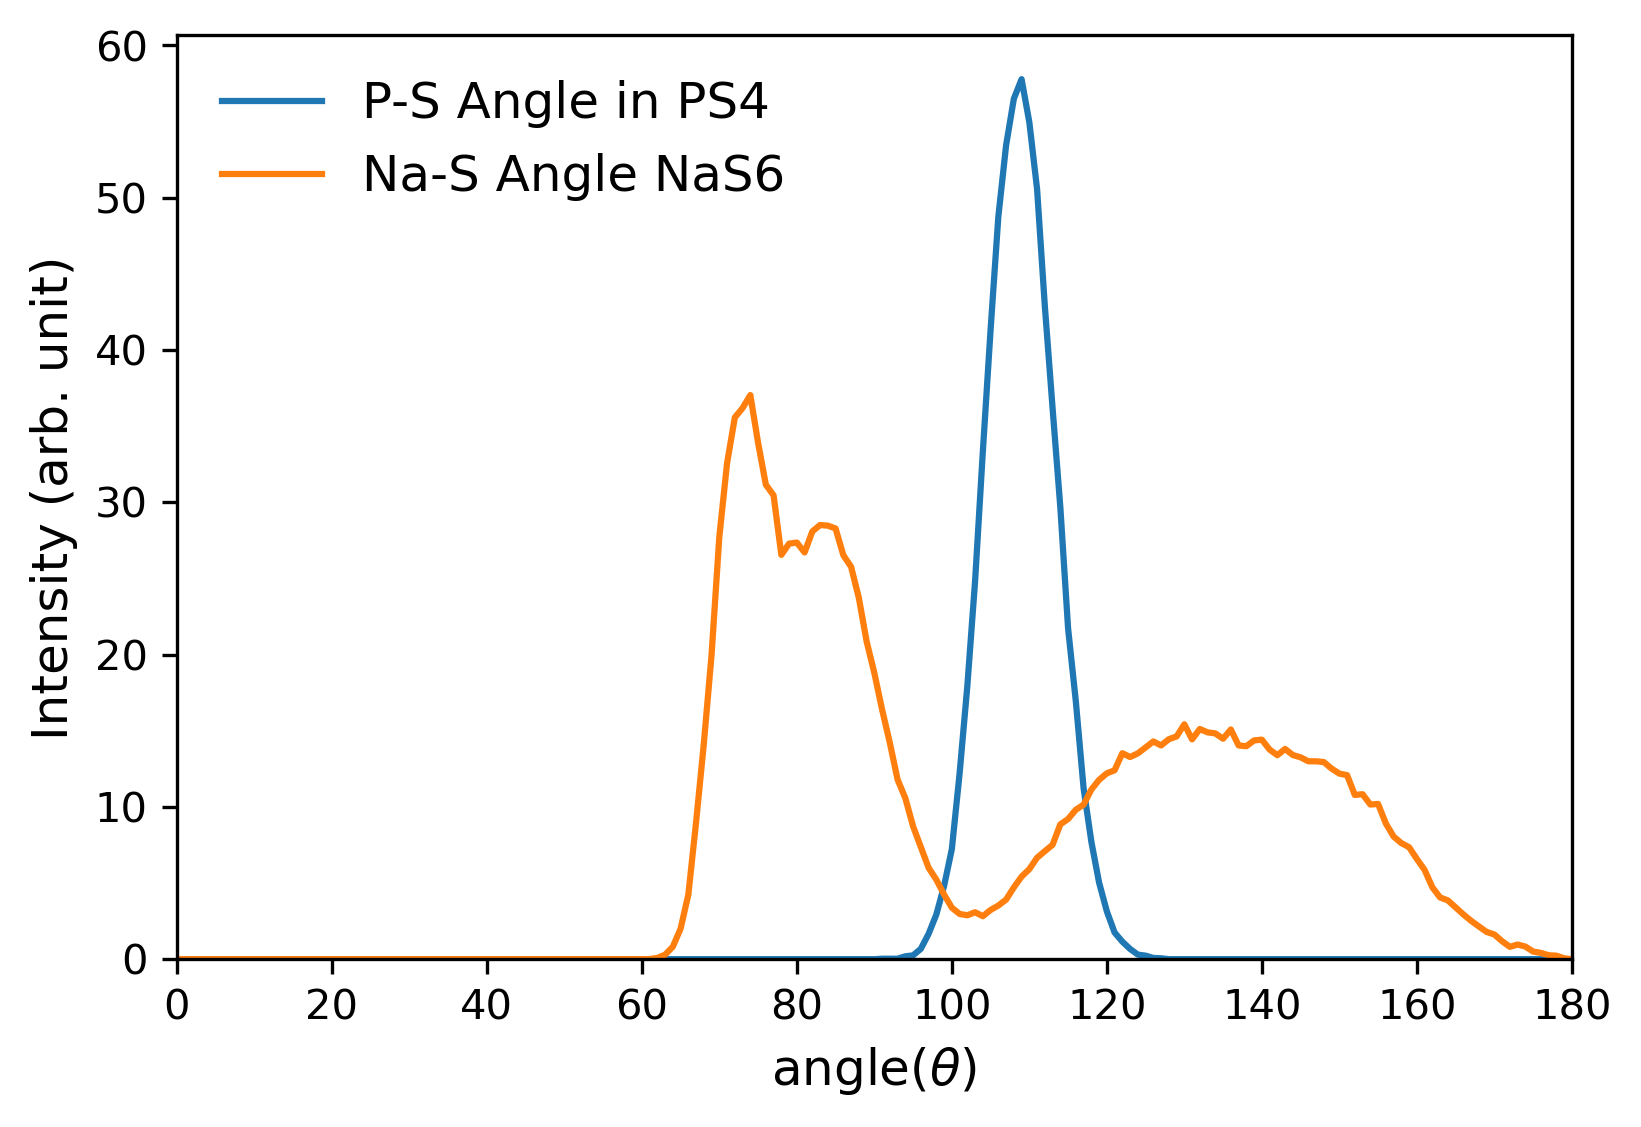 60
50
40
30
20
10
0
Intensity (arb. unit)
P-S Angle in PS4
Na-S Angle NaS6
0 20 40 60 80 100 120 140 160 180
angle(θ)